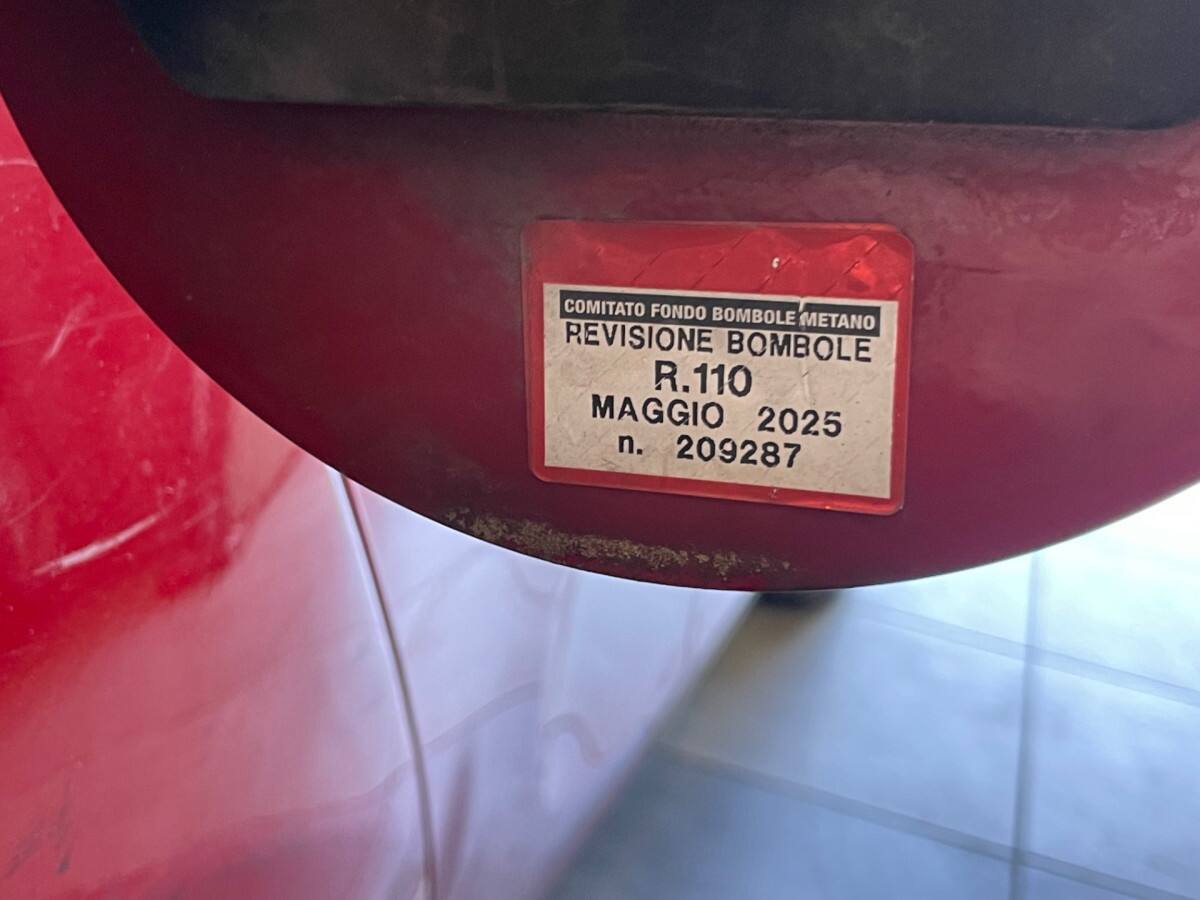 COMITATO FONDO BOMBOLE METANO
REVISIONE BOMBOLE
R.110
MAGGIO 2025
n. 209287